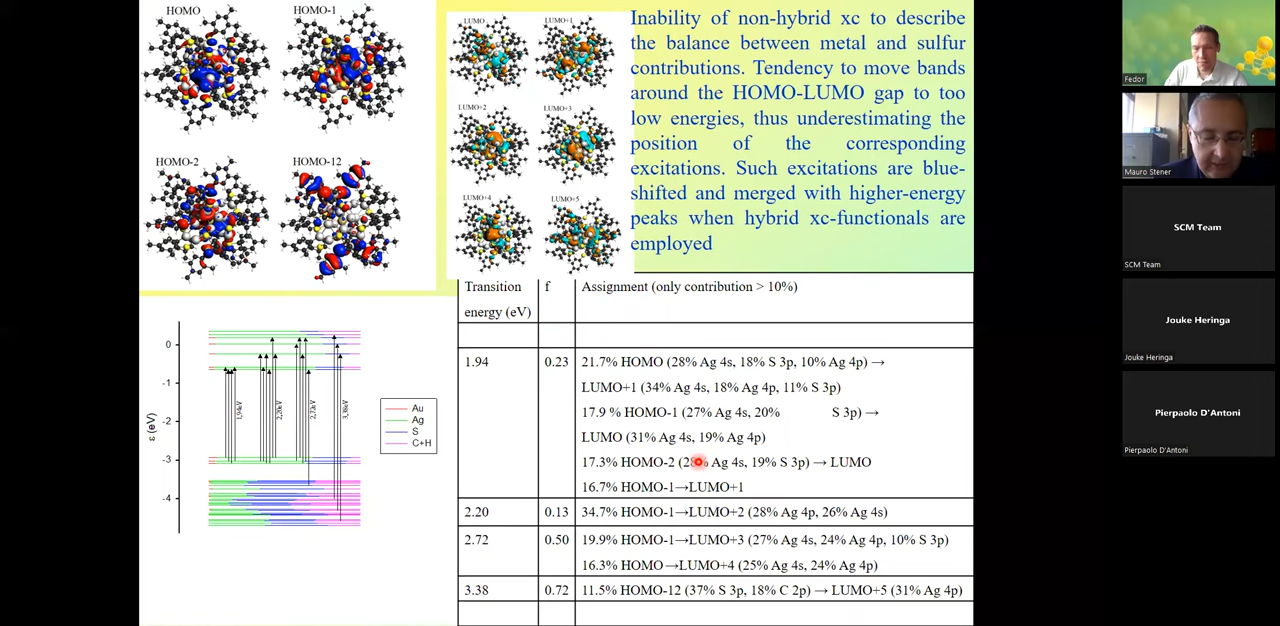 HOMO
HOMO-1
HOMO-2
HOMO-12
LUMO
LUMO+1
LUMO+2
LUMO+3
LUMO+4
LUMO+5
Inability of non-hybrid xc to describe
the balance between metal and sulfur
contributions. Tendency to move bands
around the HOMO-LUMO gap to too
low energies, thus underestimating the
position of the corresponding
excitations. Such excitations are blue-
shifted and merged with higher-energy
peaks when hybrid xc-functionals are
employed
Transition energy (eV)
f
Assignment (only contribution > 10%)
1.94
0.23
21.7% HOMO (28% Ag 4s, 18% S 3p, 10% Ag 4p) →
LUMO+1 (34% Ag 4s, 18% Ag 4p, 11% S 3p)
17.9 % HOMO-1 (27% Ag 4s, 20% S 3p) →
LUMO (31% Ag 4s, 19% Ag 4p)
17.3% HOMO-2 (28% Ag 4s, 19% S 3p) → LUMO
16.7% HOMO-1→LUMO+1
2.20
0.13
34.7% HOMO-1→LUMO+2 (28% Ag 4p, 26% Ag 4s)
2.72
0.50
19.9% HOMO-1→LUMO+3 (27% Ag 4s, 24% Ag 4p, 10% S 3p)
16.3% HOMO→LUMO+4 (25% Ag 4s, 24% Ag 4p)
3.38
0.72
11.5% HOMO-12 (37% S 3p, 18% C 2p) → LUMO+5 (31% Ag 4p)
ε (eV)
0
-1
-2
-3
-4
1,94eV
2,20eV
2,72eV
3,38eV
Au
Ag
S
C+H
Fedor
Mauro Stener
SCM Team
SCM Team
Jouke Heringa
Jouke Heringa
Pierpaolo D'Antoni
Pierpaolo D'Antoni